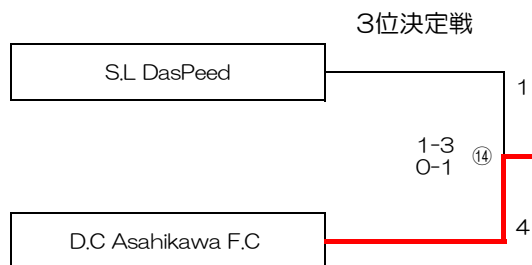 3位決定戦
S.L DasPeed
1
1-3
0-1
⑭
4
D.C Asahikawa F.C